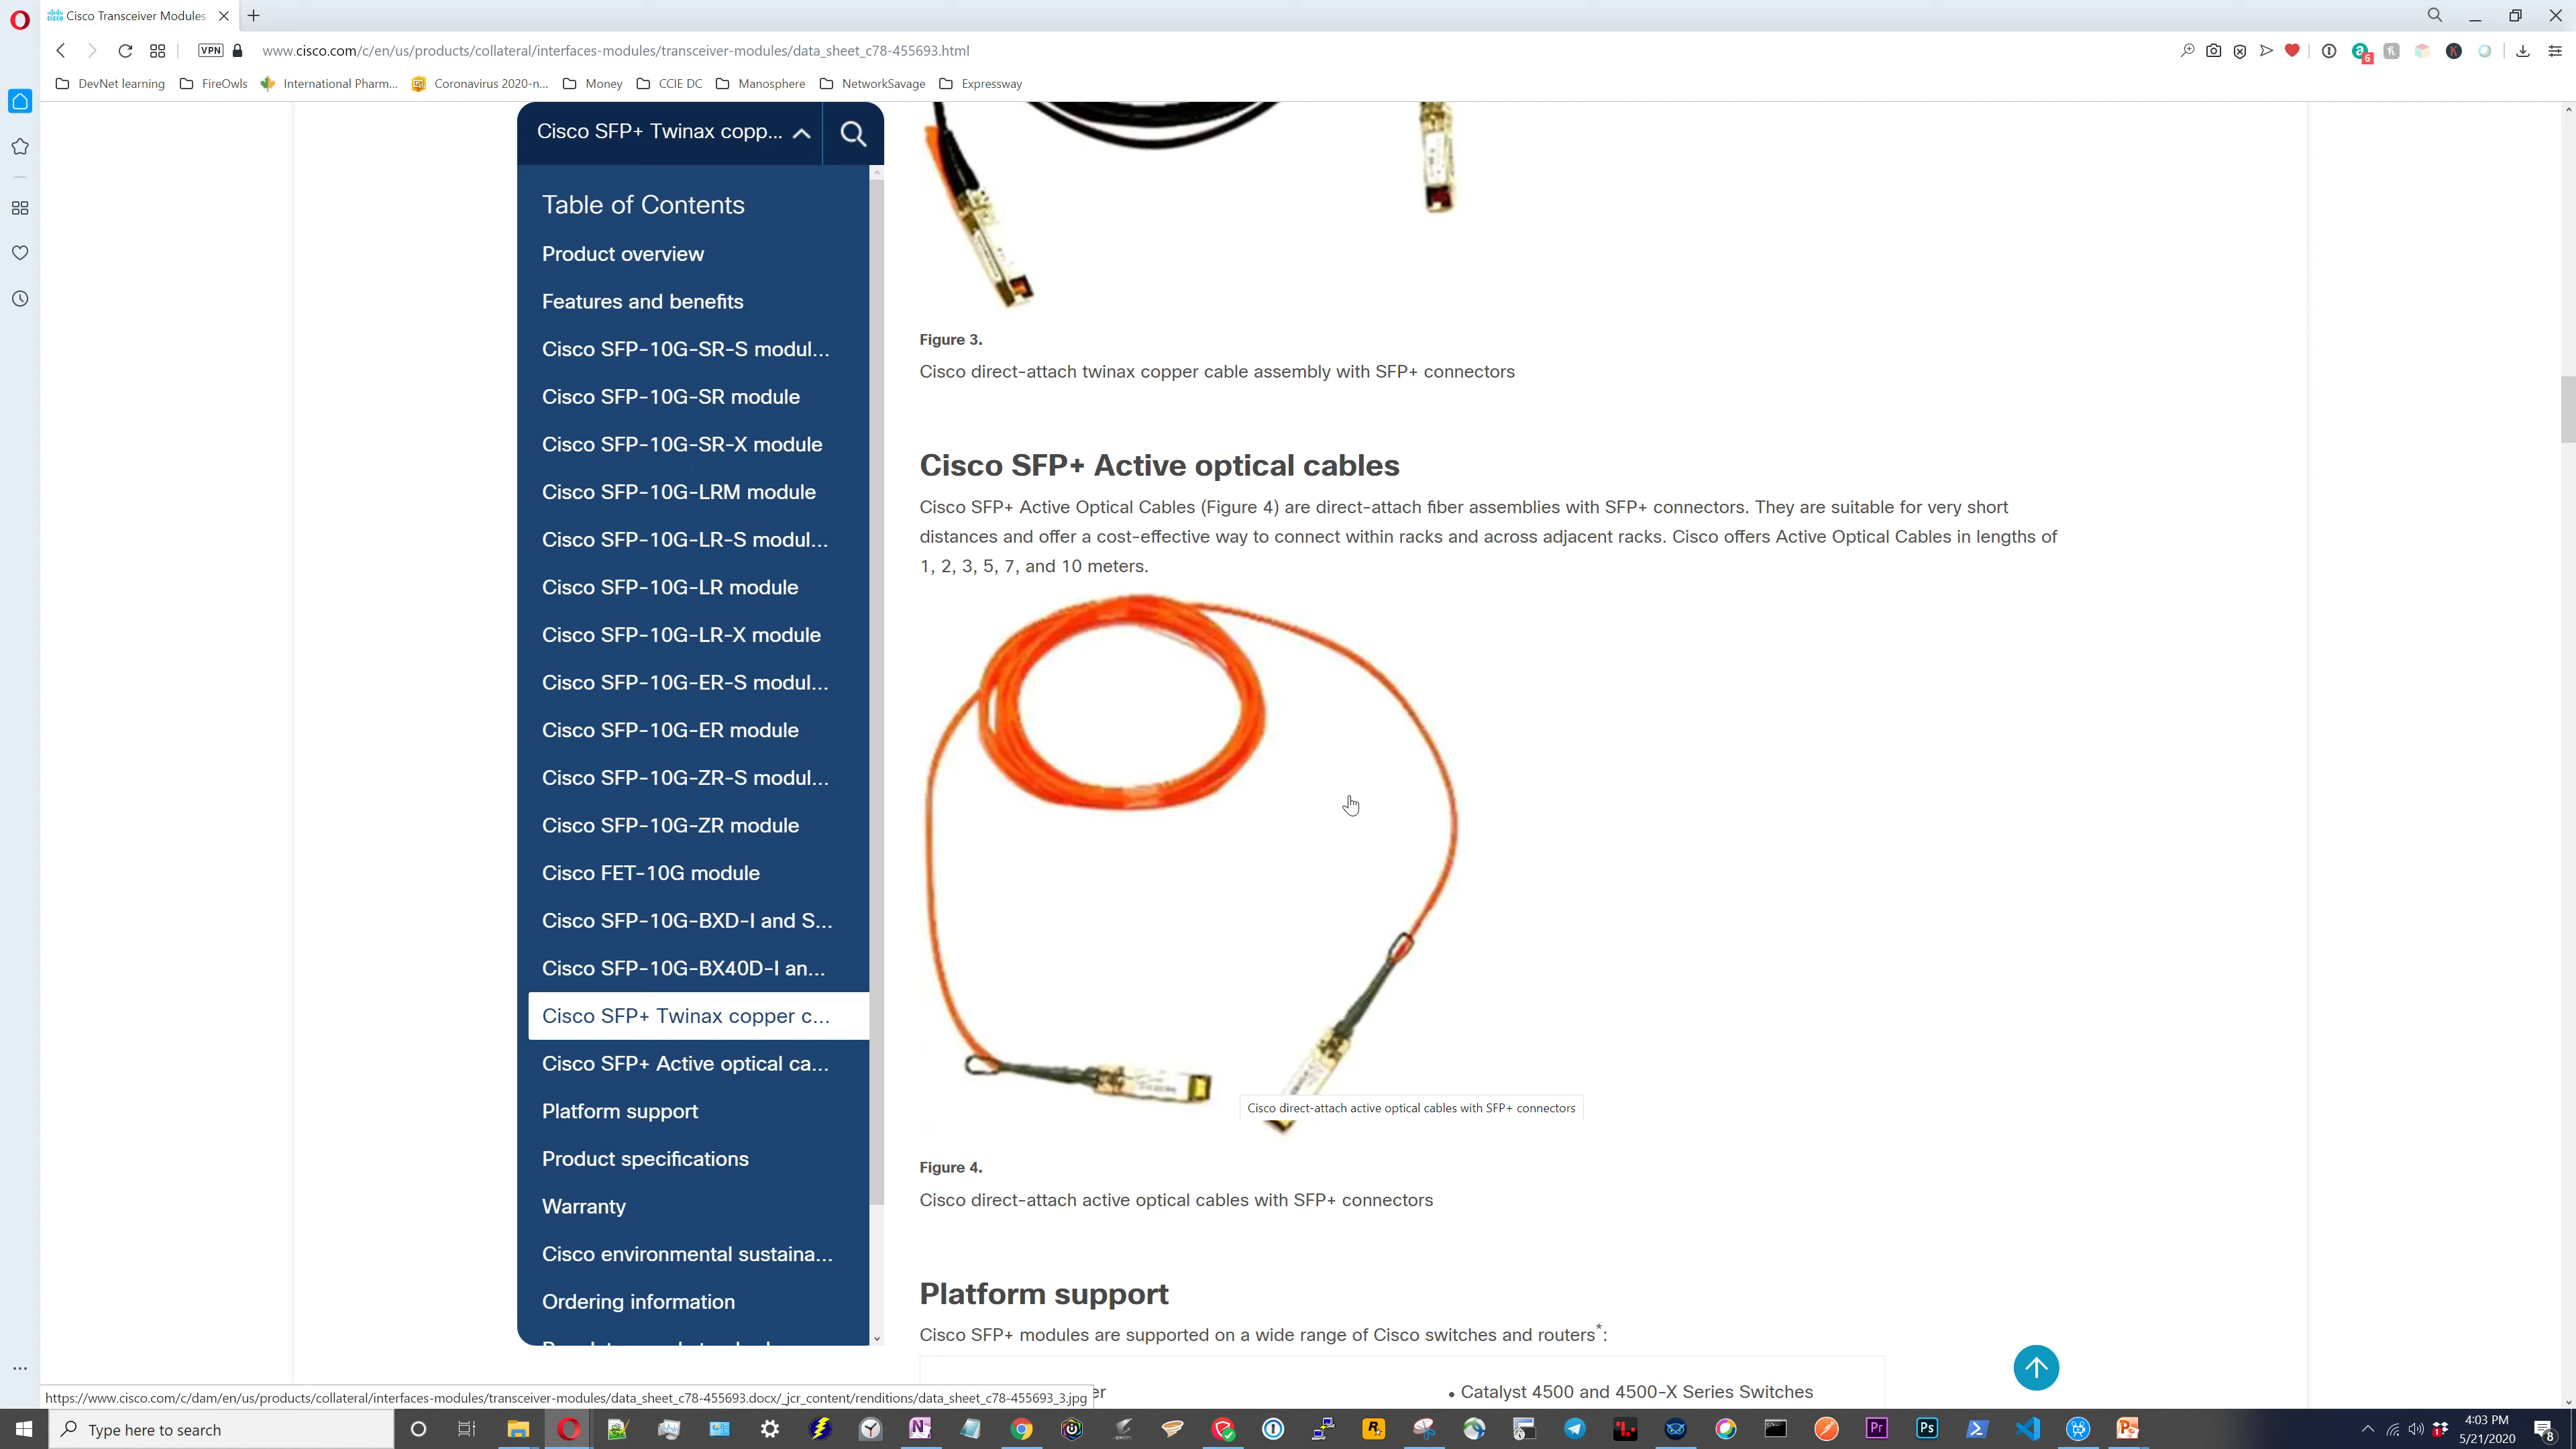 Cisco Transceiver Modules
VPN
www.cisco.com/c/en/us/products/collateral/interfaces-modules/transceiver-modules/data_sheet_c78-455693.html
6
DevNet learning
FireOwls
International Pharm...
Coronavirus 2020-n...
Money
CCIE DC
Manosphere
NetworkSavage
Expressway
Cisco SFP+ Twinax copp...
Table of Contents
Product overview
Features and benefits
Cisco SFP-10G-SR-S modul...
Cisco SFP-10G-SR module
Cisco SFP-10G-SR-X module
Cisco SFP-10G-LRM module
Cisco SFP-10G-LR-S modul...
Cisco SFP-10G-LR module
Cisco SFP-10G-LR-X module
Cisco SFP-10G-ER-S modul...
Cisco SFP-10G-ER module
Cisco SFP-10G-ZR-S modul...
Cisco SFP-10G-ZR module
Cisco FET-10G module
Cisco SFP-10G-BXD-I and S...
Cisco SFP-10G-BX40D-I an...
Cisco SFP+ Twinax copper c...
Cisco SFP+ Active optical ca...
Platform support
Product specifications
Warranty
Cisco environmental sustaina...
Ordering information
Figure 3.
Cisco direct-attach twinax copper cable assembly with SFP+ connectors
Cisco SFP+ Active optical cables
Cisco SFP+ Active Optical Cables (Figure 4) are direct-attach fiber assemblies with SFP+ connectors. They are suitable for very short
distances and offer a cost-effective way to connect within racks and across adjacent racks. Cisco offers Active Optical Cables in lengths of
1, 2, 3, 5, 7, and 10 meters.
Cisco direct-attach active optical cables with SFP+ connectors
Figure 4.
Cisco direct-attach active optical cables with SFP+ connectors
Platform support
Cisco SFP+ modules are supported on a wide range of Cisco switches and routers*:
er
• Catalyst 4500 and 4500-X Series Switches
https://www.cisco.com/c/dam/en/us/products/collateral/interfaces-modules/transceiver-modules/data_sheet_c78-455693.docx/_jcr_content/renditions/data_sheet_c78-455693_3.jpg
Type here to search
Pr
Ps
4:03 PM
5/21/2020
8